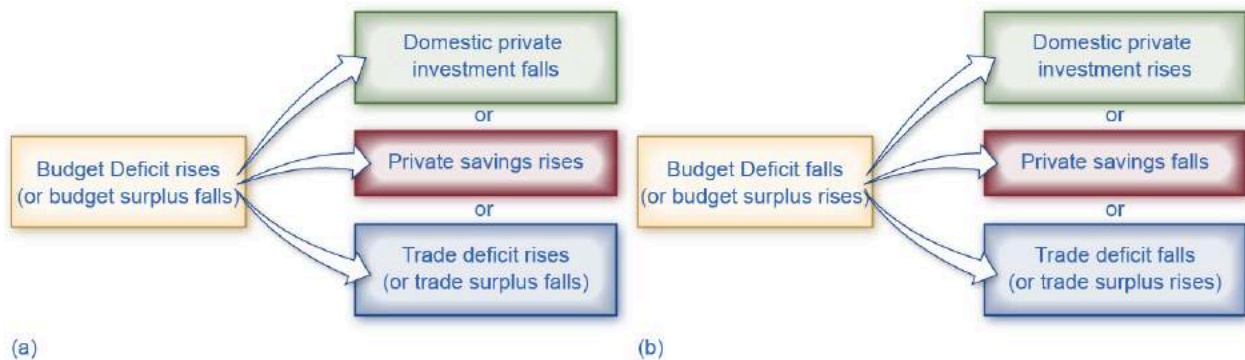 Domestic private
investment falls
or
Budget Deficit rises
(or budget surplus falls)
Private savings rises
or
Trade deficit rises
(or trade surplus falls)
(a)
Domestic private
investment rises
or
Budget Deficit falls
(or budget surplus rises)
Private savings falls
or
Trade deficit falls
(or trade surplus rises)
(b)